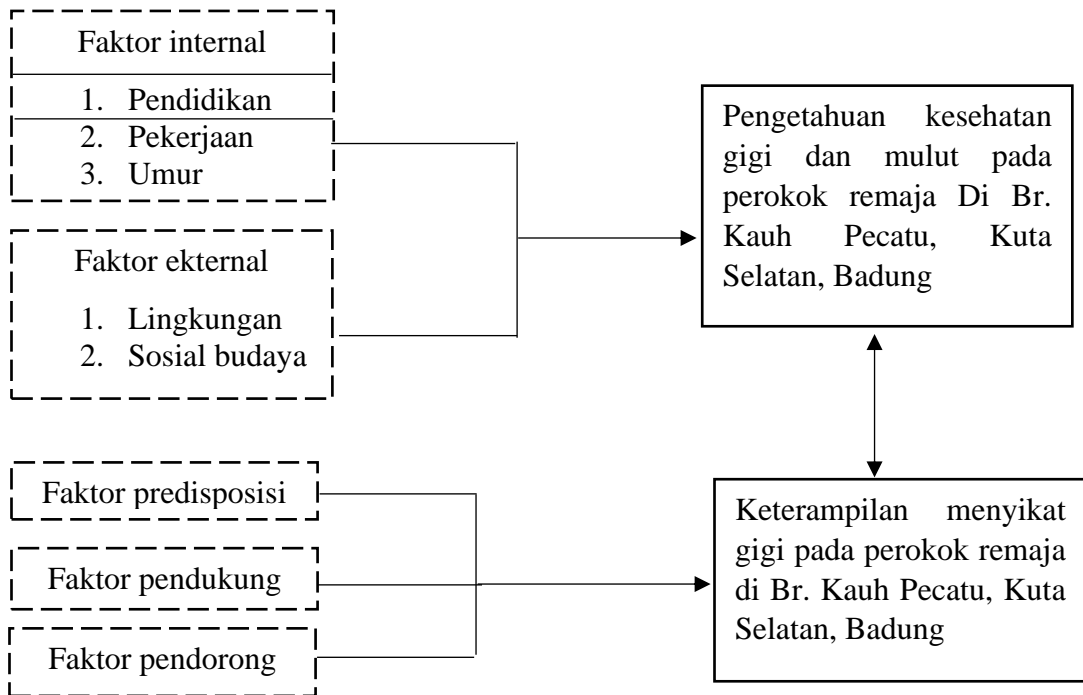 Faktor internal
1. Pendidikan
2. Pekerjaan
3. Umur
Faktor ekternal
1. Lingkungan
2. Sosial budaya
Pengetahuan kesehatan
gigi dan mulut pada
perokok remaja Di Br.
Kauh Pecatu, Kuta
Selatan, Badung
Faktor predisposisi
Faktor pendukung
Faktor pendorong
Keterampilan menyikat
gigi pada perokok remaja
di Br. Kauh Pecatu, Kuta
Selatan, Badung